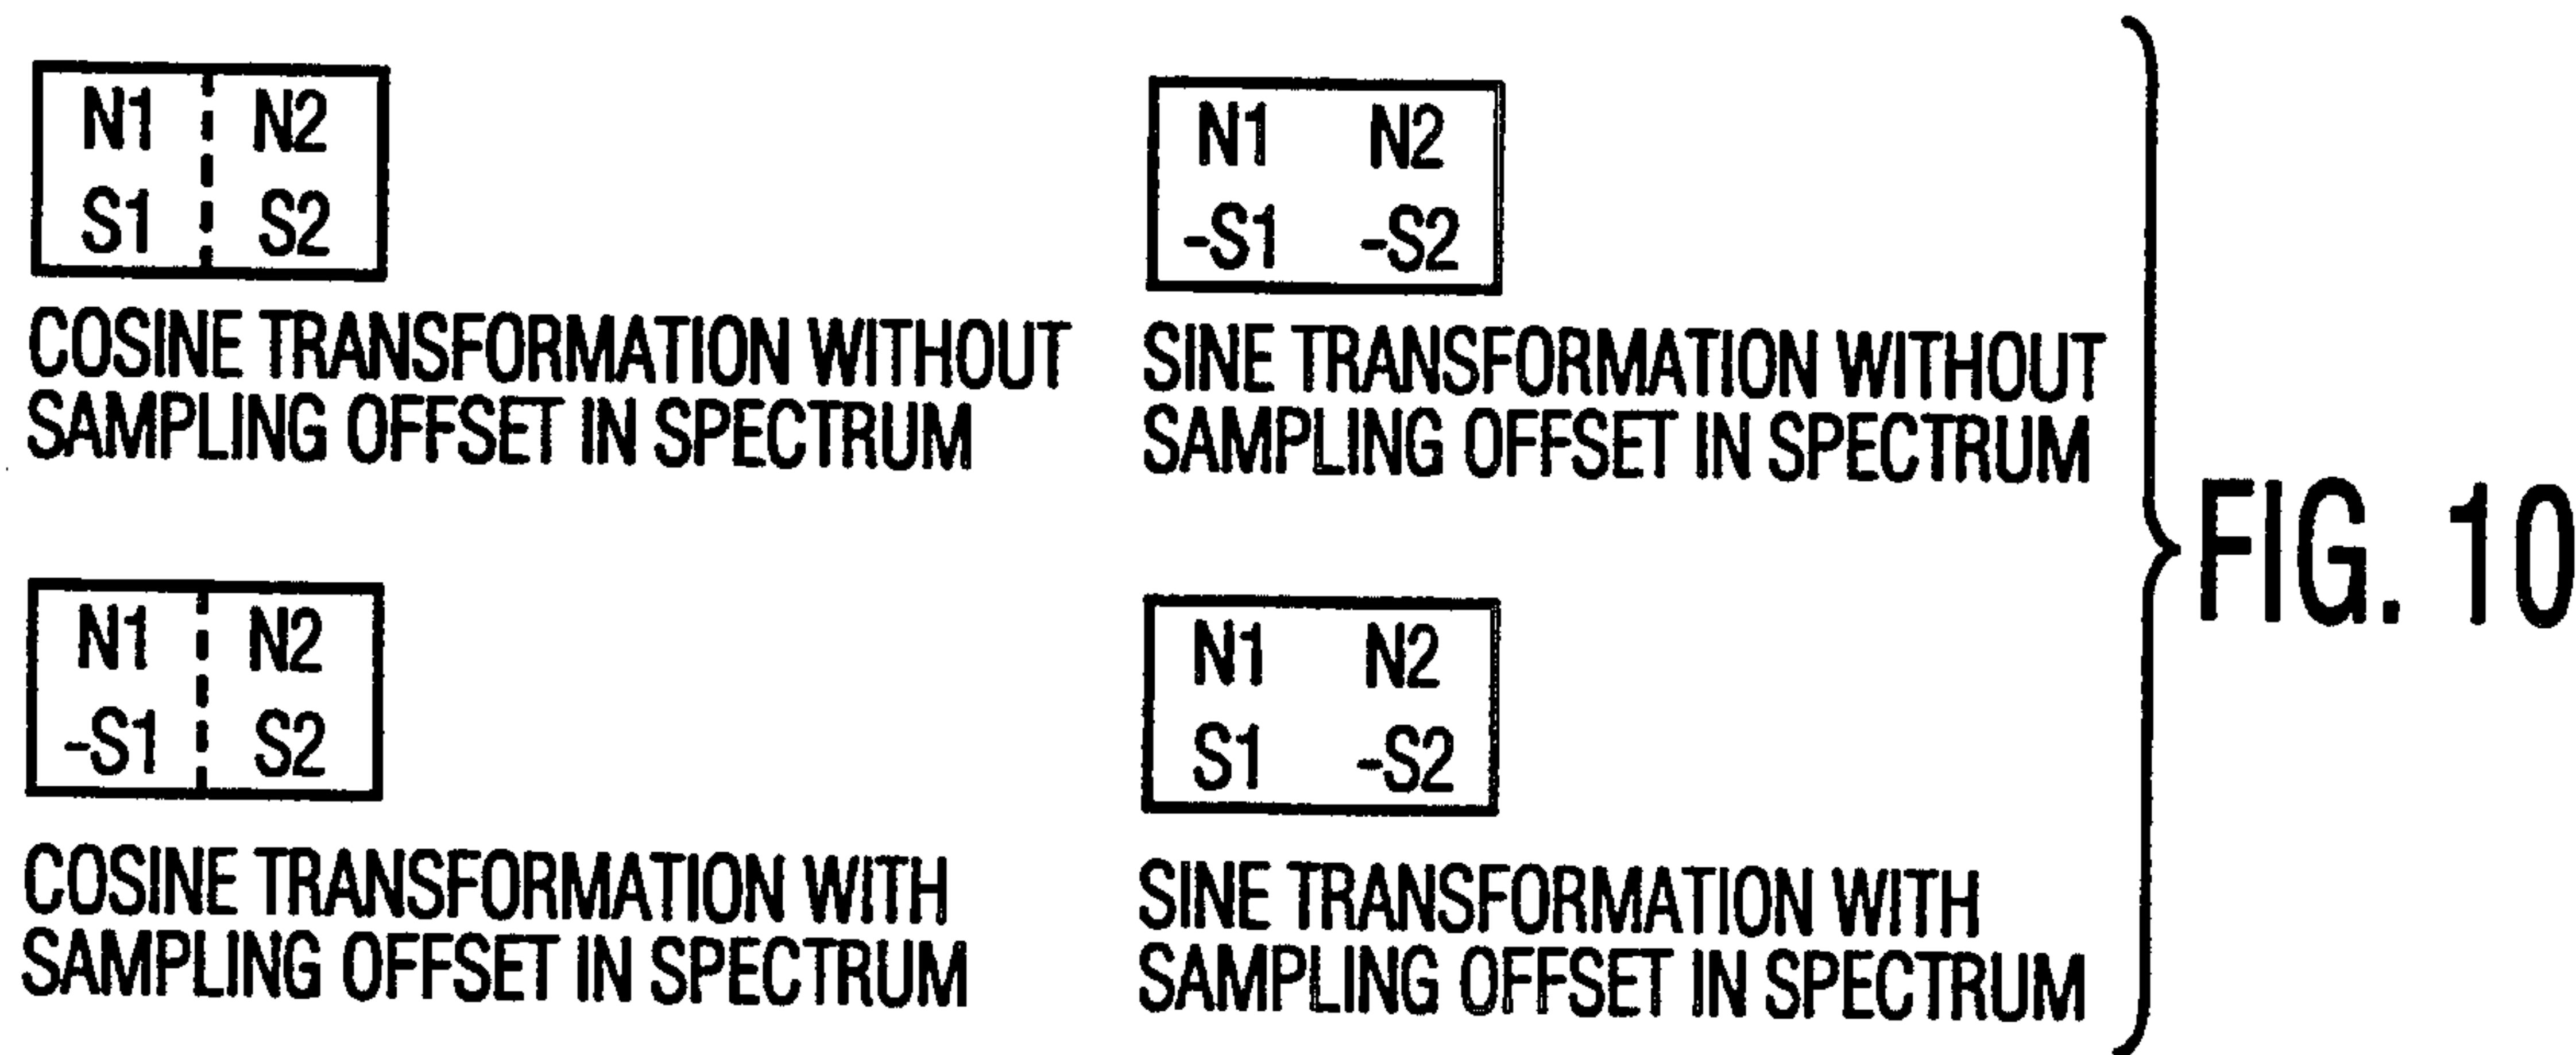 N1 N2
S1 S2
COSINE TRANSFORMATION WITHOUT
SAMPLING OFFSET IN SPECTRUM
N1 N2
-S1 -S2
SINE TRANSFORMATION WITHOUT
SAMPLING OFFSET IN SPECTRUM
N1 N2
-S1 S2
COSINE TRANSFORMATION WITH
SAMPLING OFFSET IN SPECTRUM
N1 N2
S1 -S2
SINE TRANSFORMATION WITH
SAMPLING OFFSET IN SPECTRUM
FIG. 10